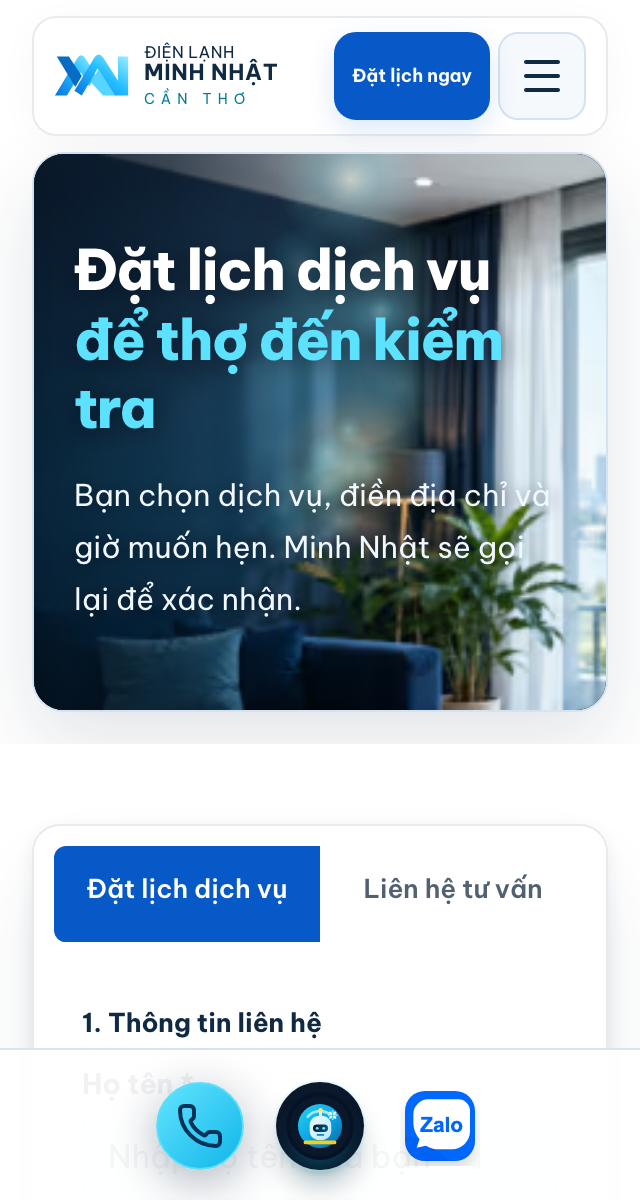 ĐIỆN LẠNH
MINH NHẬT
CẦN THƠ
Đặt lịch ngay
Đặt lịch dịch vụ
để thợ đến kiểm
tra
Bạn chọn dịch vụ, điền địa chỉ và
giờ muốn hẹn. Minh Nhật sẽ gọi
lại để xác nhận.
Đặt lịch dịch vụ
Liên hệ tư vấn
1. Thông tin liên hệ
Họ tên *
Zalo